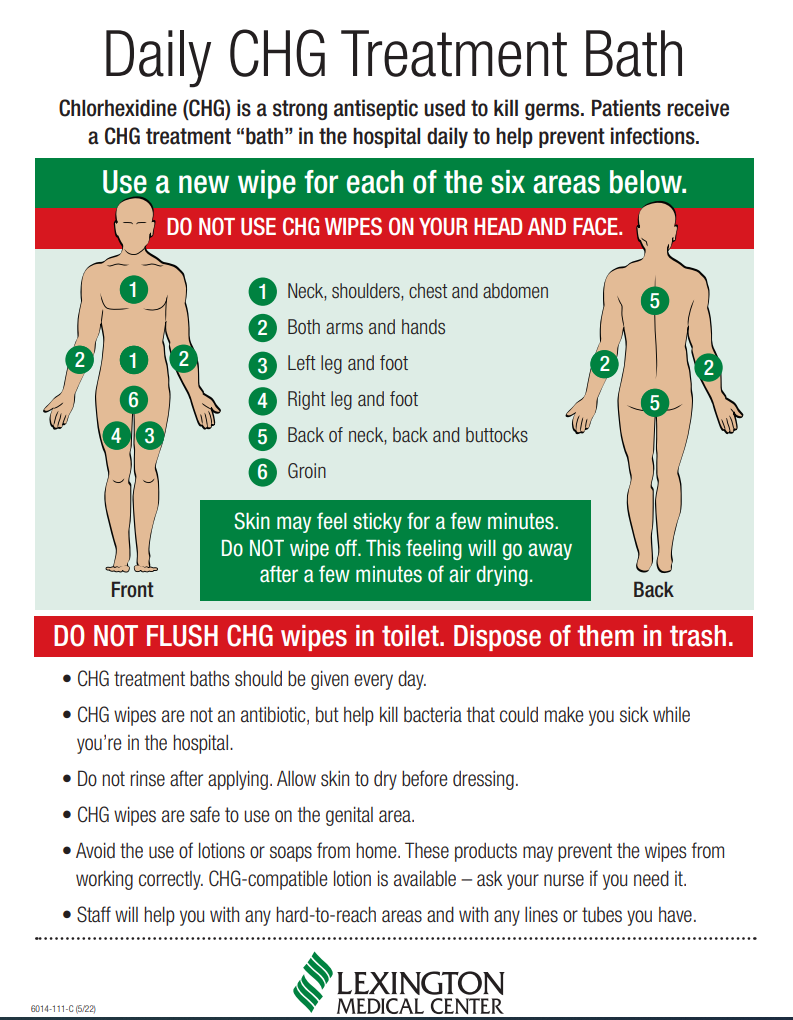 Daily CHG Treatment Bath
Chlorhexidine (CHG) is a strong antiseptic used to kill germs. Patients receive
a CHG treatment “bath” in the hospital daily to help prevent infections.
Use a new wipe for each of the six areas below.
DO NOT USE CHG WIPES ON YOUR HEAD AND FACE.
1
2
1
2
6
4
3
Front
1 Neck, shoulders, chest and abdomen
2 Both arms and hands
3 Left leg and foot
4 Right leg and foot
5 Back of neck, back and buttocks
6 Groin
Skin may feel sticky for a few minutes.
Do NOT wipe off. This feeling will go away
after a few minutes of air drying.
5
2
2
5
Back
DO NOT FLUSH CHG wipes in toilet. Dispose of them in trash.
• CHG treatment baths should be given every day.
• CHG wipes are not an antibiotic, but help kill bacteria that could make you sick while
you’re in the hospital.
• Do not rinse after applying. Allow skin to dry before dressing.
• CHG wipes are safe to use on the genital area.
• Avoid the use of lotions or soaps from home. These products may prevent the wipes from
working correctly. CHG-compatible lotion is available – ask your nurse if you need it.
• Staff will help you with any hard-to-reach areas and with any lines or tubes you have.
LEXINGTON
MEDICAL CENTER
6014-111-C (5/22)